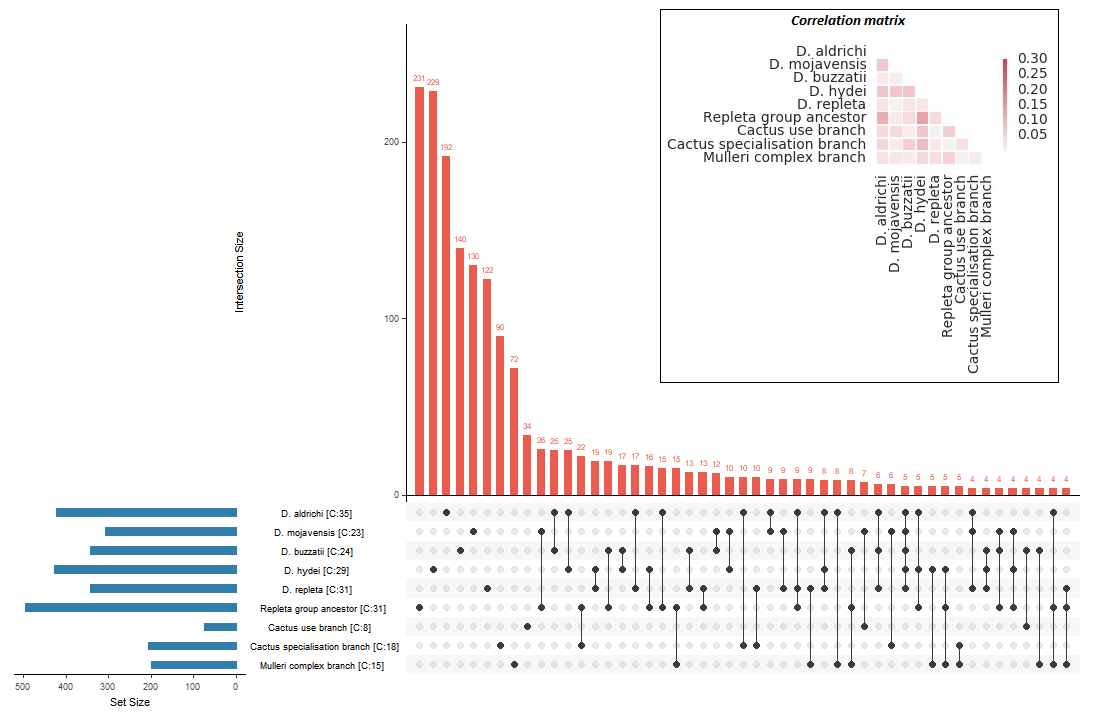 Correlation matrix
D. aldrichi
D. mojavensis
D. buzzatii
D. hydei
D. repleta
Repleta group ancestor
Cactus use branch
Cactus specialisation branch
Mulleri complex branch
0.30
0.25
0.20
0.15
0.10
0.05
D. aldrichi
D. mojavensis
D. buzzatii
D. hydei
D. repleta
Repleta group ancestor
Cactus use branch
Cactus specialisation branch
Mulleri complex branch
Intersection Size
200
100
0
231 229 192 140 130 122 90 72 34 26 25 25 22 19 19 17 17 16 15 15 13 13 12 10 10 10 9 9 9 9 8 8 8 7 6 6 5 5 5 5 5 4 4 4 4 4 4 4 4
D. aldrichi [C:35]
D. mojavensis [C:23]
D. buzzatii [C:24]
D. hydei [C:29]
D. repleta [C:31]
Repleta group ancestor [C:31]
Cactus use branch [C:8]
Cactus specialisation branch [C:18]
Mulleri complex branch [C:15]
500 400 300 200 100 0
Set Size